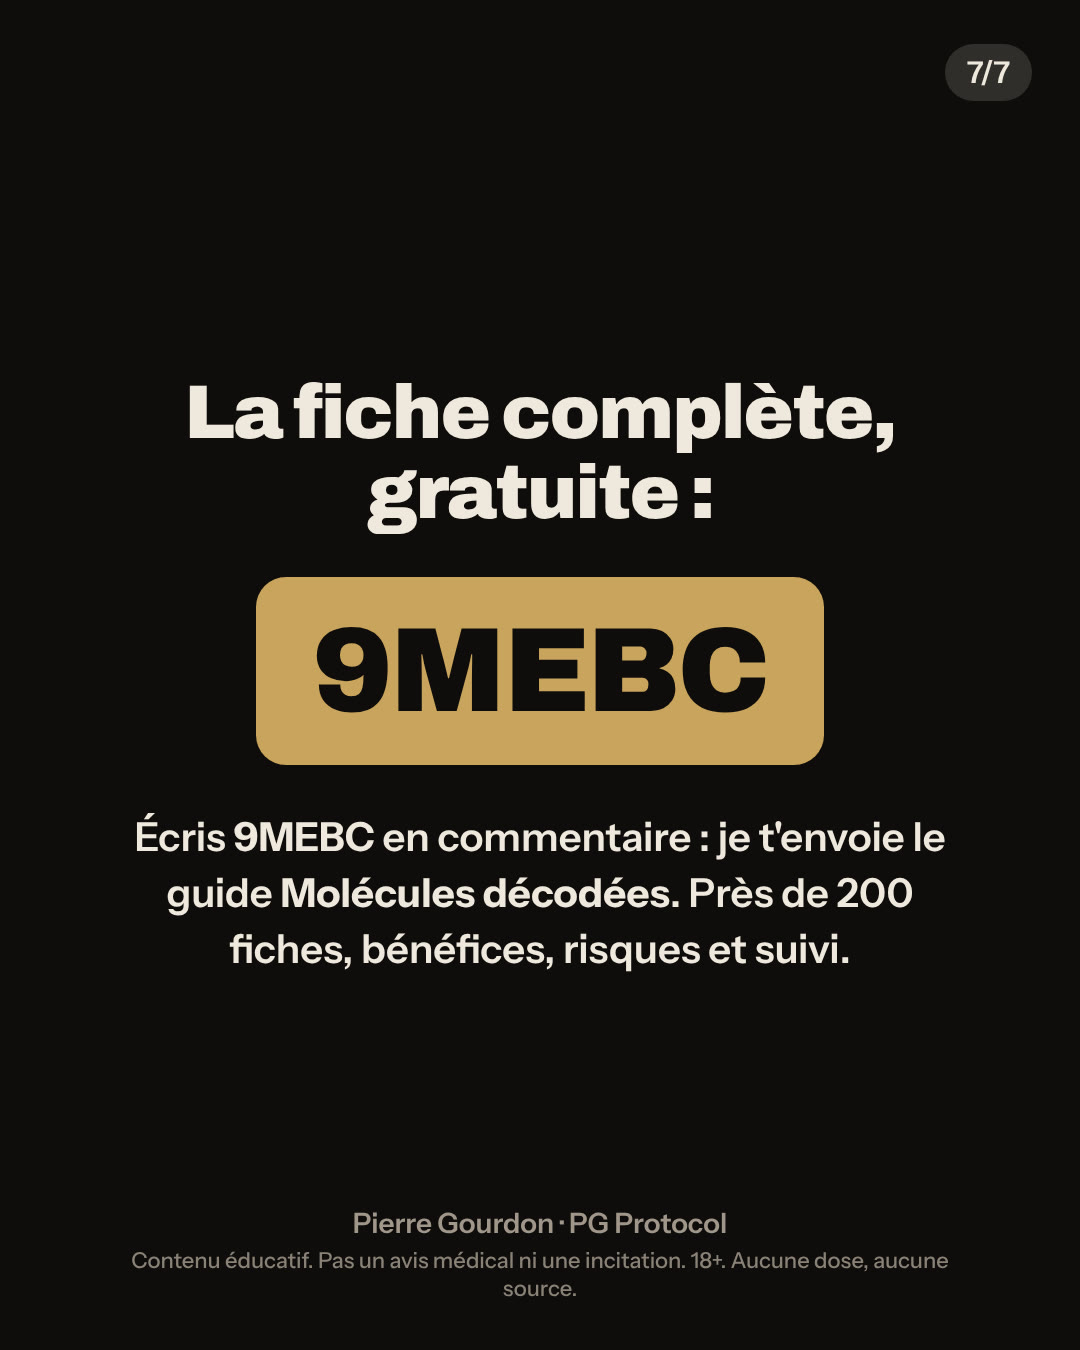 7/7
La fiche complète,
gratuite :
9MEBC
Écris 9MEBC en commentaire : je t'envoie le
guide Molécules décodées. Près de 200
fiches, bénéfices, risques et suivi.
Pierre Gourdon · PG Protocol
Contenu éducatif. Pas un avis médical ni une incitation. 18+. Aucune dose, aucune
source.